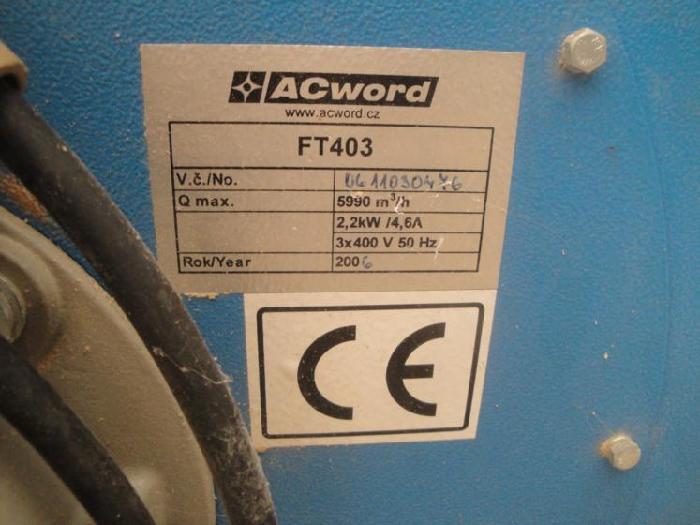 ACword
www.acword.cz
FT403
V.č./No. 0611030476
Q max. 5990 m³/h
2,2kW /4,6A
3x400 V 50 Hz
Rok/Year 2006
CE